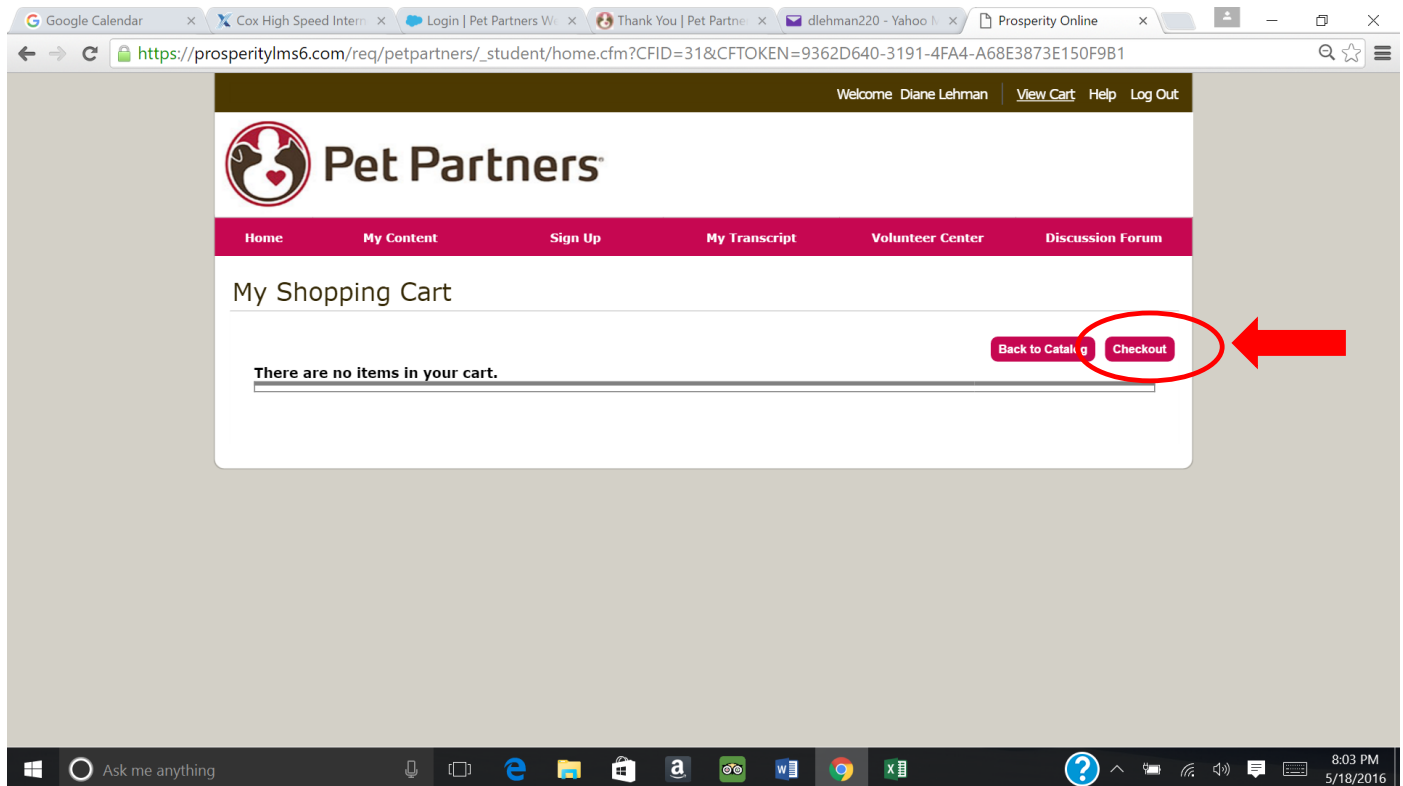 Google Calendar
Cox High Speed Intern
Login | Pet Partners W
Thank You | Pet Partne
dlehman220 - Yahoo
Prosperity Online
https://prosperitylms6.com/req/petpartners/_student/home.cfm?CFID=31&CFTOKEN=9362D640-3191-4FA4-A68E3873E150F9B1
Welcome Diane Lehman View Cart Help Log Out
Pet Partners
Home My Content Sign Up My Transcript Volunteer Center Discussion Forum
My Shopping Cart
Back to Catalog Checkout
There are no items in your cart.
Ask me anything
8:03 PM
5/18/2016